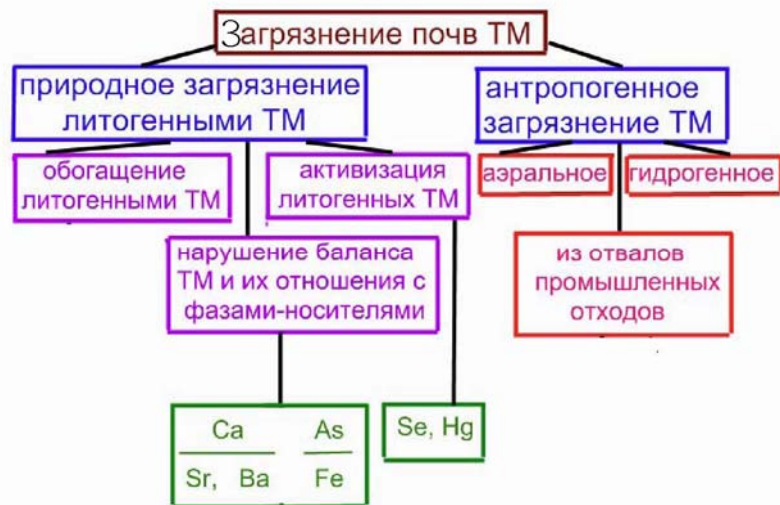 Загрязнение почв ТМ
природное загрязнение
литогенными ТМ
антропогенное
загрязнение ТМ
обогащение
литогенными ТМ
активизация
литогенных ТМ
аэральное
гидрогенное
нарушение баланса
ТМ и их отношения с
фазами-носителями
из отвалов
промышленных
отходов
Ca As
Sr, Ba Fe
Se, Hg